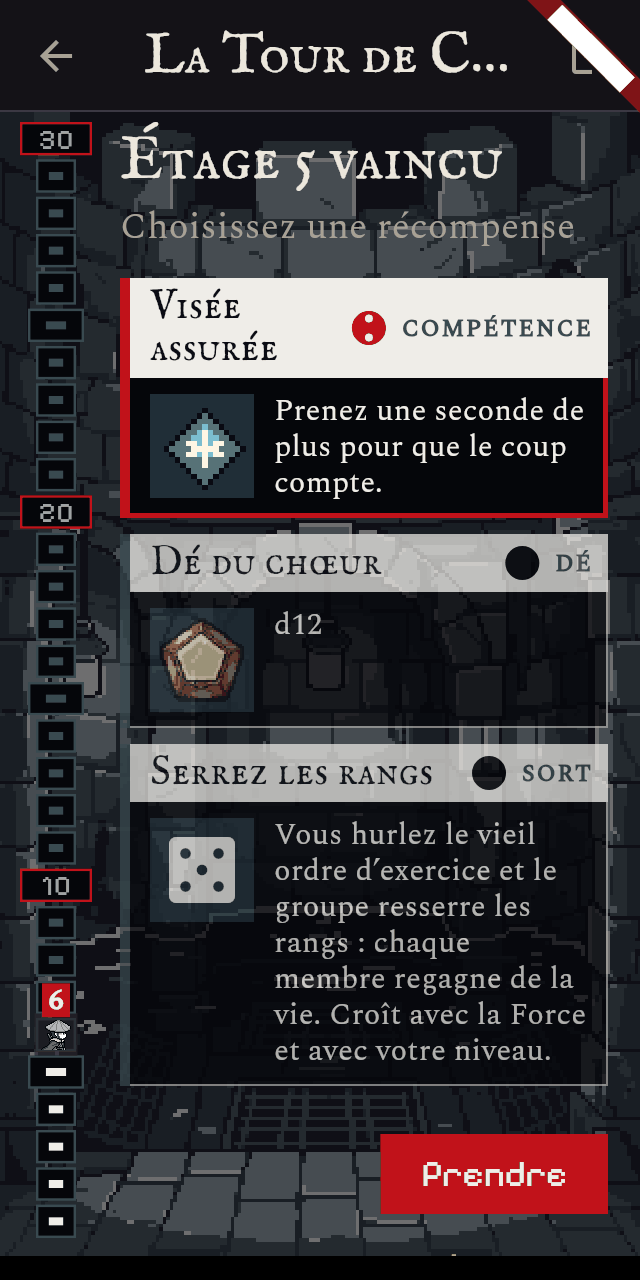 La Tour de C...
30
Étage 5 vaincu
Choisissez une récompense
Visée
assurée
COMPÉTENCE
Prenez une seconde de
plus pour que le coup
compte.
20
Dé du chœur
DÉ
d12
Serrez les rangs
SORT
Vous hurlez le vieil
ordre d'exercice et le
groupe resserre les
rangs : chaque
membre regagne de la
vie. Croît avec la Force
et avec votre niveau.
10
6
Prendre